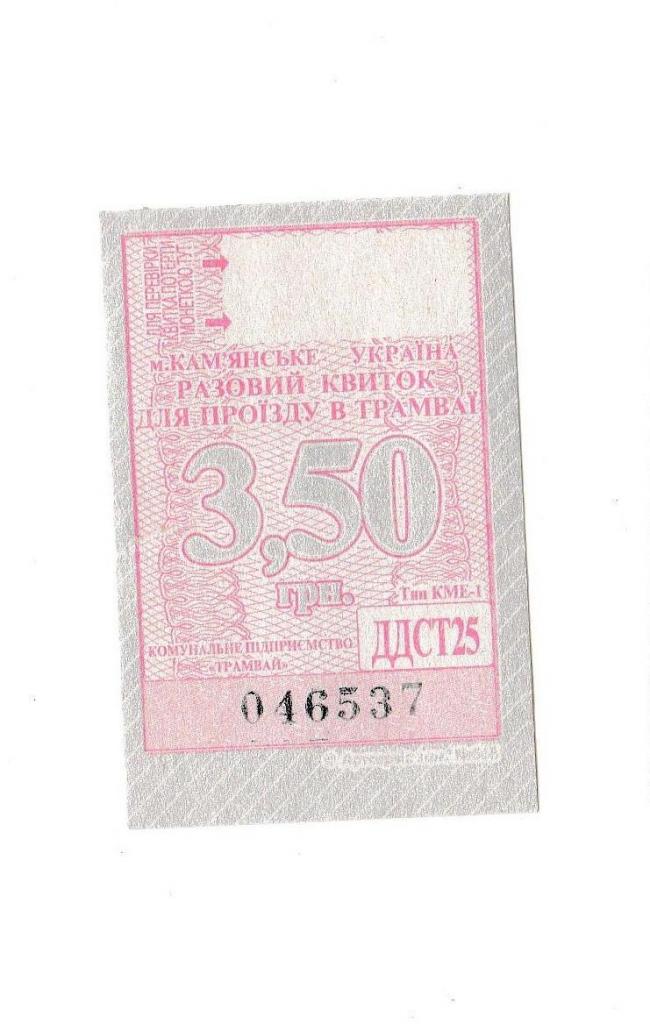 ДЛЯ ПЕРЕВІРКИ
КВИТКА ПОТЕРТИ
МОНЕТКОЮ ТУТ
м.КАМ'ЯНСЬКЕ УКРАЇНА
РАЗОВИЙ КВИТОК
ДЛЯ ПРОЇЗДУ В ТРАМВАЇ
3,50
грн.
Тип КМЕ-1
КОМУНАЛЬНЕ ПІДПРИЄМСТВО
«ТРАМВАЙ»
ДДСТ25
046537